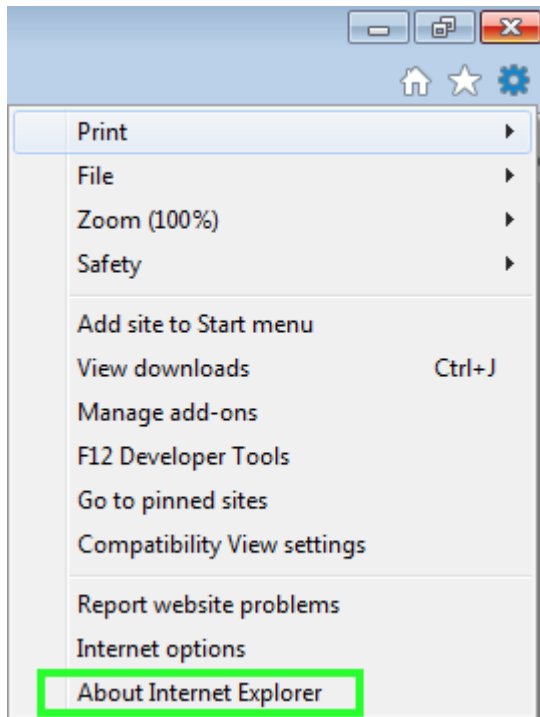 Print
File
Zoom (100%)
Safety
Add site to Start menu
View downloads Ctrl+J
Manage add-ons
F12 Developer Tools
Go to pinned sites
Compatibility View settings
Report website problems
Internet options
About Internet Explorer